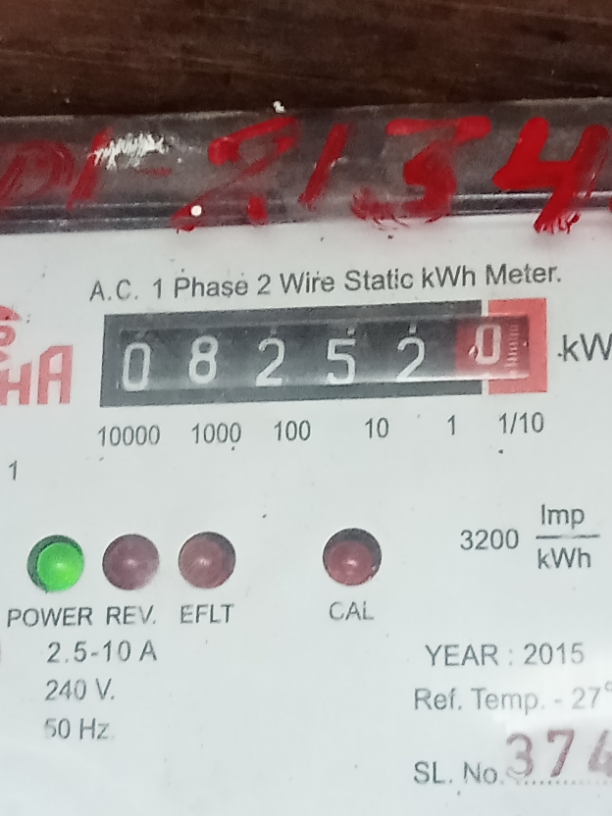 2134
A.C. 1 Phase 2 Wire Static kWh Meter.
HA
0 8 2 5 2 0 kW
10000 1000 100 10 1 1/10
1
3200 Imp
kWh
POWER REV. EFLT CAL
2.5-10 A
240 V.
50 Hz.
YEAR : 2015
Ref. Temp. - 27°
SL. No. 374